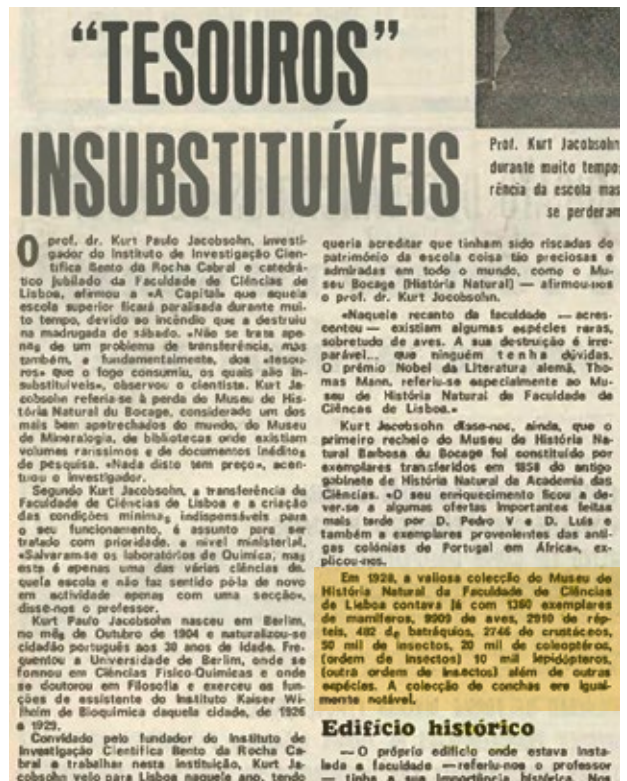 “TESOUROS”
INSUBSTITUÍVEIS
Prof. Kurt Jacobsohn
durante muito tempo;
rência da escola mas
se perderam
O prof. dr. Kurt Paulo Jacobsohn, investi-
gador do Instituto de Investigação Cien-
tífica Bento da Rocha Cabral e catedrá-
tico jubilado da Faculdade de Ciências de
Lisboa, afirmou a «A Capital» que aquela
escola superior ficará paralisada durante mui-
to tempo, devido ao incêndio que a destruiu
na madrugada de sábado. «Não se trata ape-
nas de um problema de transferência, mas
também, e fundamentalmente, dos «tesou-
ros» que o fogo consumiu, os quais são in-
substituíveis», observou o cientista. Kurt Ja-
cobsohn referia-se à perda do Museu de His-
tória Natural du Bocage, considerado um dos
mais bem apetrechados do mundo, do Museu
de Mineralogia, de bibliotecas onde existiam
volumes raríssimos e de documentos inéditos
de pesquisa. «Nada disto tem preço», acen-
tuou o investigador.
Segundo Kurt Jacobsohn, a transferência da
Faculdade de Ciências de Lisboa e a criação
das condições mínimas, indispensáveis para
o seu funcionamento, é assunto para ser
tratado com prioridade, a nível ministerial.
«Salvaram-se os laboratórios de Química, mas
esta é apenas uma das várias ciências da-
quela escola e não faz sentido pô-la de novo
em actividade apenas com uma secção»,
disse-nos o professor.
Kurt Paulo Jacobsohn nasceu em Berlim,
no mês de Outubro de 1904 e naturalizou-se
cidadão português aos 30 anos de idade. Fre-
quentou a Universidade de Berlim, onde se
formou em Ciências Físico-Químicas e onde
se doutorou em Filosofia e exerceu as fun-
ções de assistente do Instituto Kaiser Wi-
lheim de Bioquímica daquela cidade, de 1926
a 1929.
Convidado pelo fundador do Instituto de
Investigação Científica Bento da Rocha Ca-
bral a trabalhar nesta instituição, Kurt Ja-
cobsohn veio para Lisboa naquele ano, tendo
queria acreditar que tinham sido riscadas do
património da escola coisa tão preciosas e
admiradas em todo o mundo, como o Mu-
seu Bocage (História Natural) — afirmou-nos
o prof. dr. Kurt Jocobsohn.
«Naquele recanto da faculdade — acres-
centou — existiam algumas espécies raras,
sobretudo de aves. A sua destruição é irre-
parável... que ninguém tenha dúvidas.
O prémio Nobel da Literatura alemã, Tho-
mas Mann, referiu-se especialmente ao Mu-
seu de História Natural da Faculdade de
Ciências de Lisboa.»
Kurt Jecobsohn disse-nos, ainda, que o
primeiro recheio do Museu de História Na-
tural Barbosa du Bocage foi constituído por
exemplares transferidos em 1858 do antigo
gabinete de História Natural da Academia das
Ciências. «O seu enriquecimento ficou a de-
ver-se a algumas ofertas importantes feitas
mais tarde por D. Pedro V e D. Luís e
também a exemplares provenientes das anti-
gas colónias de Portugal em África», ex-
plicou-nos.
Em 1928, a valiosa colecção do Museu de
História Natural da Faculdade de Ciências
de Lisboa contava já com 1360 exemplares
de mamíferos, 9909 de aves, 2910 de rép-
teis, 482 de batráquios, 2746 de crustáceos,
50 mil de insectos, 20 mil de coleoptéros,
(ordem de insectos) 10 mil lepidópteros,
(outra ordem de insectos) além de outras
espécies. A colecção de conchas era igual-
mente notável.
Edifício histórico
— O próprio edifício onde estava insta-
lada a faculdade — referiu-nos o professor
— tinha a sua importância histórica. Nos